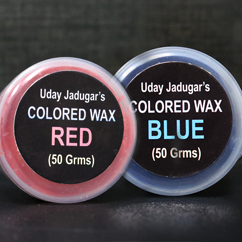 Uday Jadugar's
COLORED WAX
RED
(50 Grms)
Uday Jadugar's
COLORED WAX
BLUE
(50 Grms)